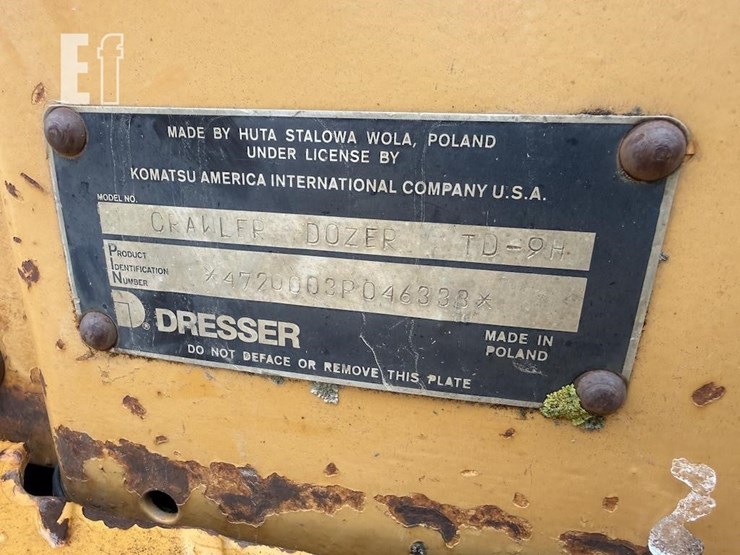 Ef
MADE BY HUTA STALOWA WOLA, POLAND
UNDER LICENSE BY
KOMATSU AMERICA INTERNATIONAL COMPANY U.S.A.
MODEL NO.
CRAWLER DOZER TD-9H
PRODUCT
IDENTIFICATION
NUMBER
D® DRESSER
MADE IN
POLAND
DO NOT DEFACE OR REMOVE THIS PLATE